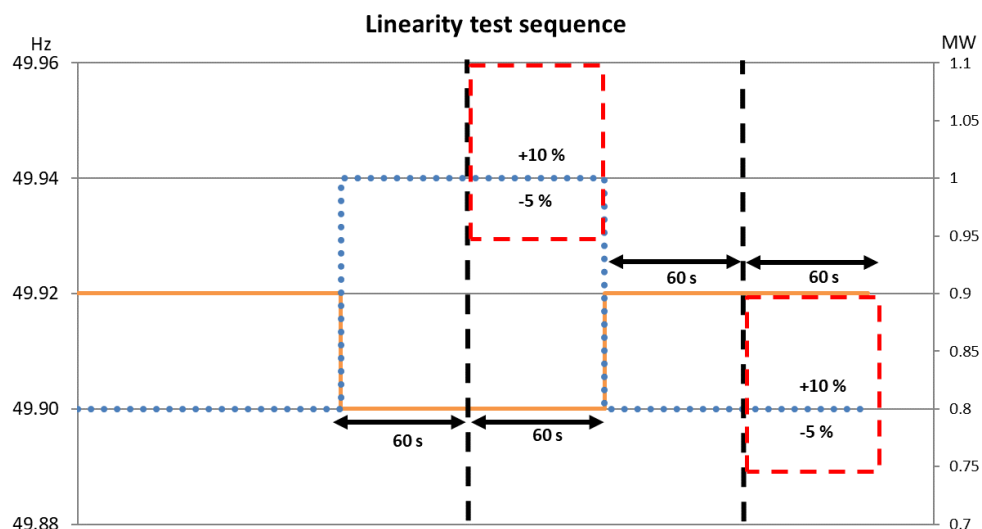 Linearity test sequence
Hz
MW
49.96
1.1
1.05
+10 %
49.94
1
-5 %
0.95
60 s
60 s
49.92
0.9
0.85
+10 %
49.90
0.8
60 s
60 s
-5 %
0.75
49.88
0.7